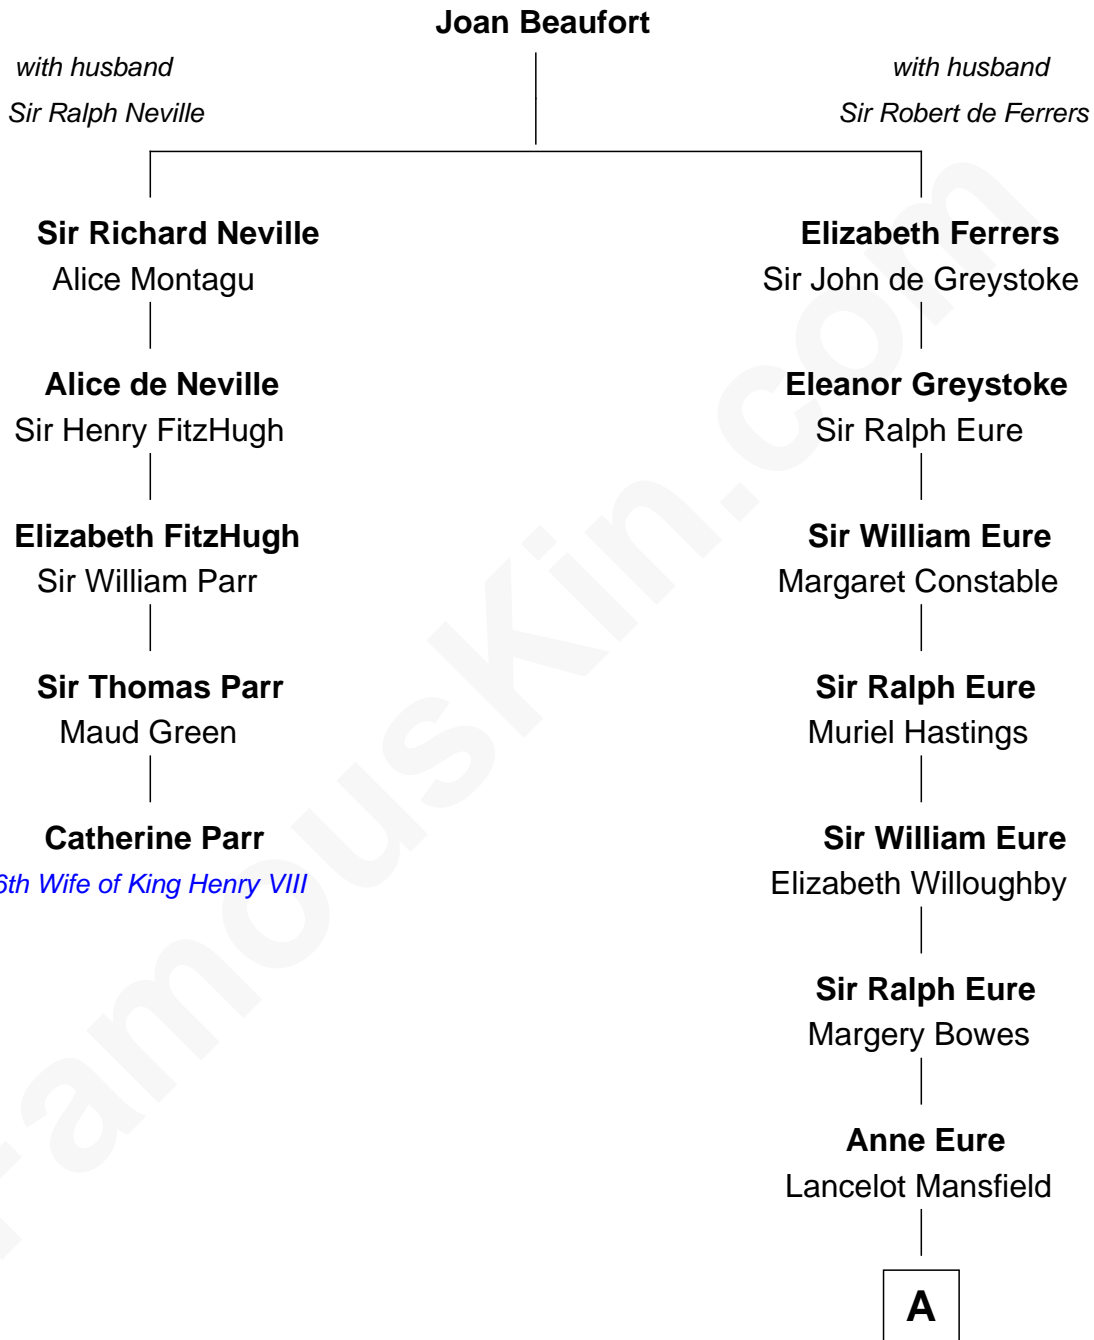 Joan Beaufort
with husband
Sir Ralph Neville
with husband
Sir Robert de Ferrers
Sir Richard Neville
Alice Montagu
Alice de Neville
Sir Henry FitzHugh
Elizabeth FitzHugh
Sir William Parr
Sir Thomas Parr
Maud Green
Catherine Parr
6th Wife of King Henry VIII
Elizabeth Ferrers
Sir John de Greystoke
Eleanor Greystoke
Sir Ralph Eure
Sir William Eure
Margaret Constable
Sir Ralph Eure
Muriel Hastings
Sir William Eure
Elizabeth Willoughby
Sir Ralph Eure
Margery Bowes
Anne Eure
Lancelot Mansfield
A
FamousKin.com